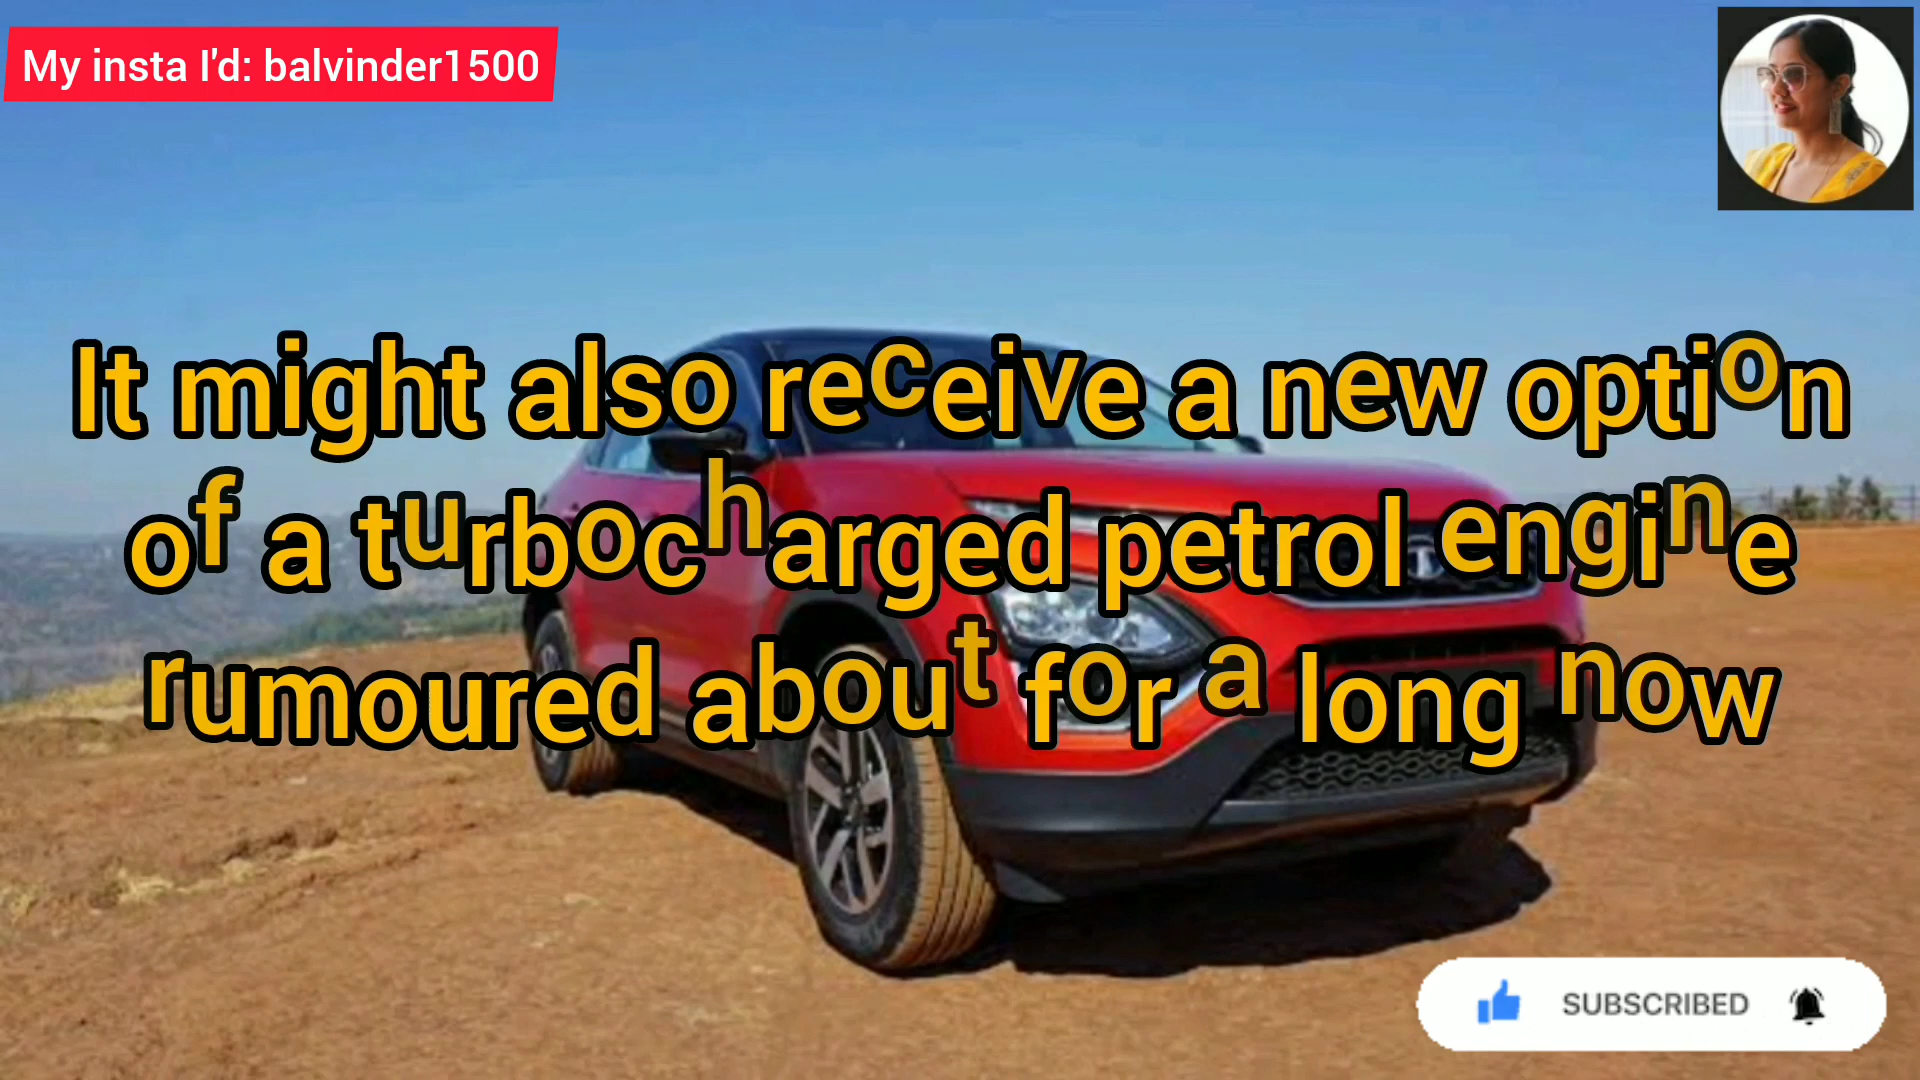 My insta I'd: balvinder1500
It might also receive a new option
of a turbocharged petrol engine
rumoured about for a long now
SUBSCRIBED